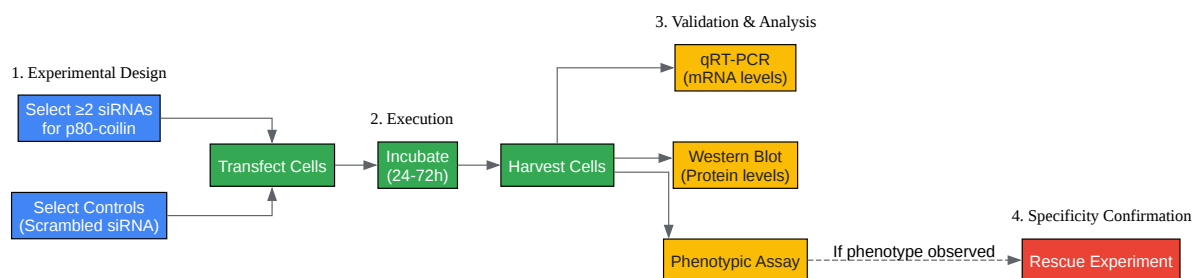 1. Experimental Design
Select ≥2 siRNAs
for p80-coilin
Select Controls
(Scrambled siRNA)
Transfect Cells
2. Execution
Incubate
(24-72h)
Harvest Cells
3. Validation & Analysis
qRT-PCR
(mRNA levels)
Western Blot
(Protein levels)
Phenotypic Assay
If phenotype observed
4. Specificity Confirmation
Rescue Experiment